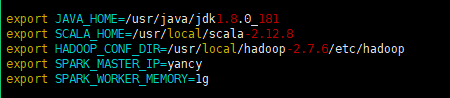 export JAVA_HOME=/usr/java/jdk1.8.0_181
export SCALA_HOME=/usr/local/scala-2.12.8
export HADOOP_CONF_DIR=/usr/local/hadoop-2.7.6/etc/hadoop
export SPARK_MASTER_IP=yancy
export SPARK_WORKER_MEMORY=1g